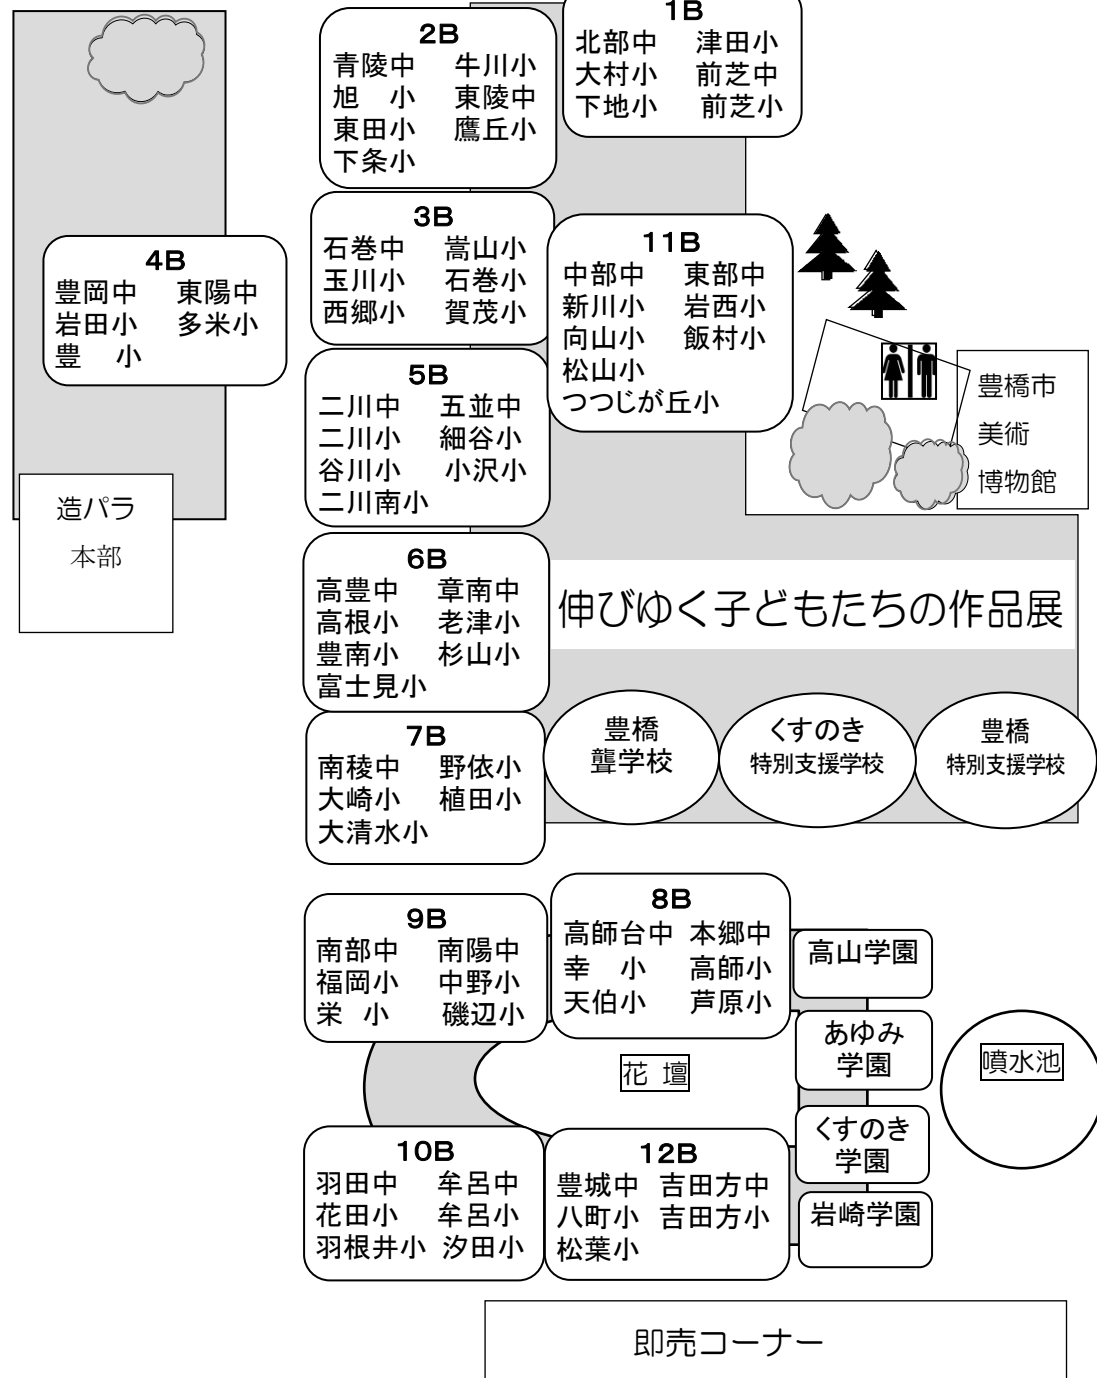 1B
北部中 津田小
大村小 前芝中
下地小 前芝小
2B
青陵中 牛川小
旭 小 東陵中
東田小 鷹丘小
下条小
3B
石巻中 嵩山小
玉川小 石巻小
西郷小 賀茂小
11B
中部中 東部中
新川小 岩西小
向山小 飯村小
松山小
つつじが丘小
4B
豊岡中 東陽中
岩田小 多米小
豊 小
5B
二川中 五並中
二川小 細谷小
谷川小 小沢小
二川南小
豊橋市
美術
博物館
造パラ
本部
6B
高豊中 章南中
高根小 老津小
豊南小 杉山小
富士見小
伸びゆく子どもたちの作品展
7B
南稜中 野依小
大崎小 植田小
大清水小
豊橋
聾学校
くすのき
特別支援学校
豊橋
特別支援学校
9B
南部中 南陽中
福岡小 中野小
栄 小 磯辺小
8B
高師台中 本郷中
幸 小 高師小
天伯小 芦原小
高山学園
あゆみ
学園
くすのき
学園
岩崎学園
花 壇
噴水池
10B
羽田中 牟呂中
花田小 牟呂小
羽根井小 汐田小
12B
豊城中 吉田方中
八町小 吉田方小
松葉小
即売コーナー